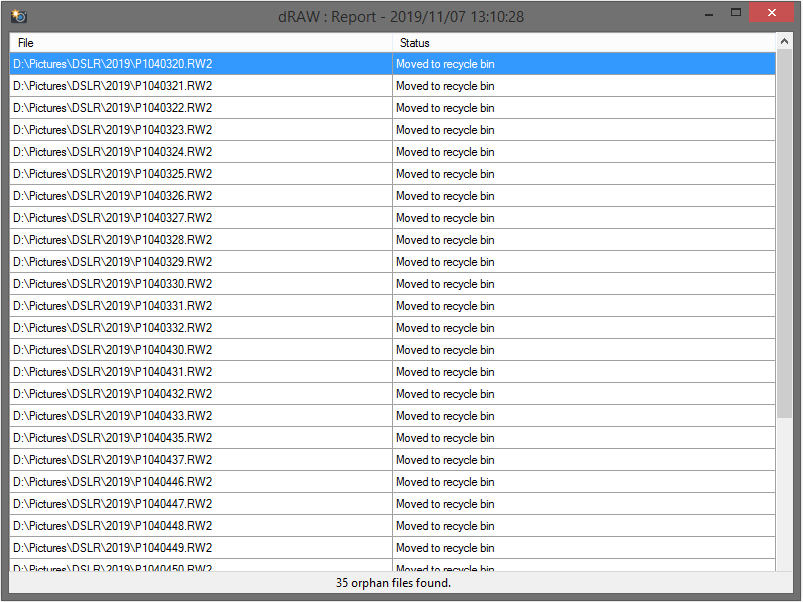 dRAW : Report - 2019/11/07 13:10:28
File Status
D:\Pictures\DSLR\2019\P1040320.RW2 Moved to recycle bin
D:\Pictures\DSLR\2019\P1040321.RW2 Moved to recycle bin
D:\Pictures\DSLR\2019\P1040322.RW2 Moved to recycle bin
D:\Pictures\DSLR\2019\P1040323.RW2 Moved to recycle bin
D:\Pictures\DSLR\2019\P1040324.RW2 Moved to recycle bin
D:\Pictures\DSLR\2019\P1040325.RW2 Moved to recycle bin
D:\Pictures\DSLR\2019\P1040326.RW2 Moved to recycle bin
D:\Pictures\DSLR\2019\P1040327.RW2 Moved to recycle bin
D:\Pictures\DSLR\2019\P1040328.RW2 Moved to recycle bin
D:\Pictures\DSLR\2019\P1040329.RW2 Moved to recycle bin
D:\Pictures\DSLR\2019\P1040330.RW2 Moved to recycle bin
D:\Pictures\DSLR\2019\P1040331.RW2 Moved to recycle bin
D:\Pictures\DSLR\2019\P1040332.RW2 Moved to recycle bin
D:\Pictures\DSLR\2019\P1040430.RW2 Moved to recycle bin
D:\Pictures\DSLR\2019\P1040431.RW2 Moved to recycle bin
D:\Pictures\DSLR\2019\P1040432.RW2 Moved to recycle bin
D:\Pictures\DSLR\2019\P1040433.RW2 Moved to recycle bin
D:\Pictures\DSLR\2019\P1040435.RW2 Moved to recycle bin
D:\Pictures\DSLR\2019\P1040437.RW2 Moved to recycle bin
D:\Pictures\DSLR\2019\P1040446.RW2 Moved to recycle bin
D:\Pictures\DSLR\2019\P1040447.RW2 Moved to recycle bin
D:\Pictures\DSLR\2019\P1040448.RW2 Moved to recycle bin
D:\Pictures\DSLR\2019\P1040449.RW2 Moved to recycle bin
D:\Pictures\DSLR\2019\P1040450.RW2 Moved to recycle bin
35 orphan files found.